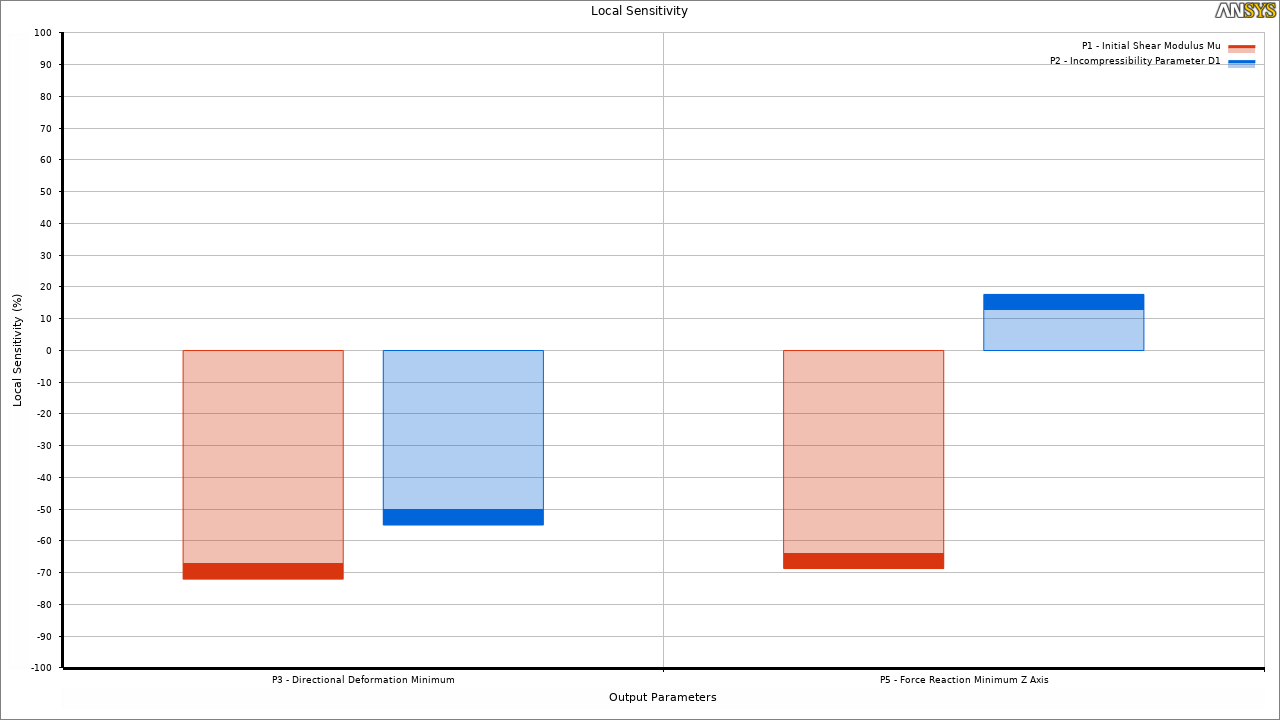 Local Sensitivity
ANSYS
P1 - Initial Shear Modulus Mu
P2 - Incompressibility Parameter D1
100
90
80
70
60
50
40
30
20
10
0
-10
-20
-30
-40
-50
-60
-70
-80
-90
-100
Local Sensitivity (%)
P3 - Directional Deformation Minimum
P5 - Force Reaction Minimum Z Axis
Output Parameters